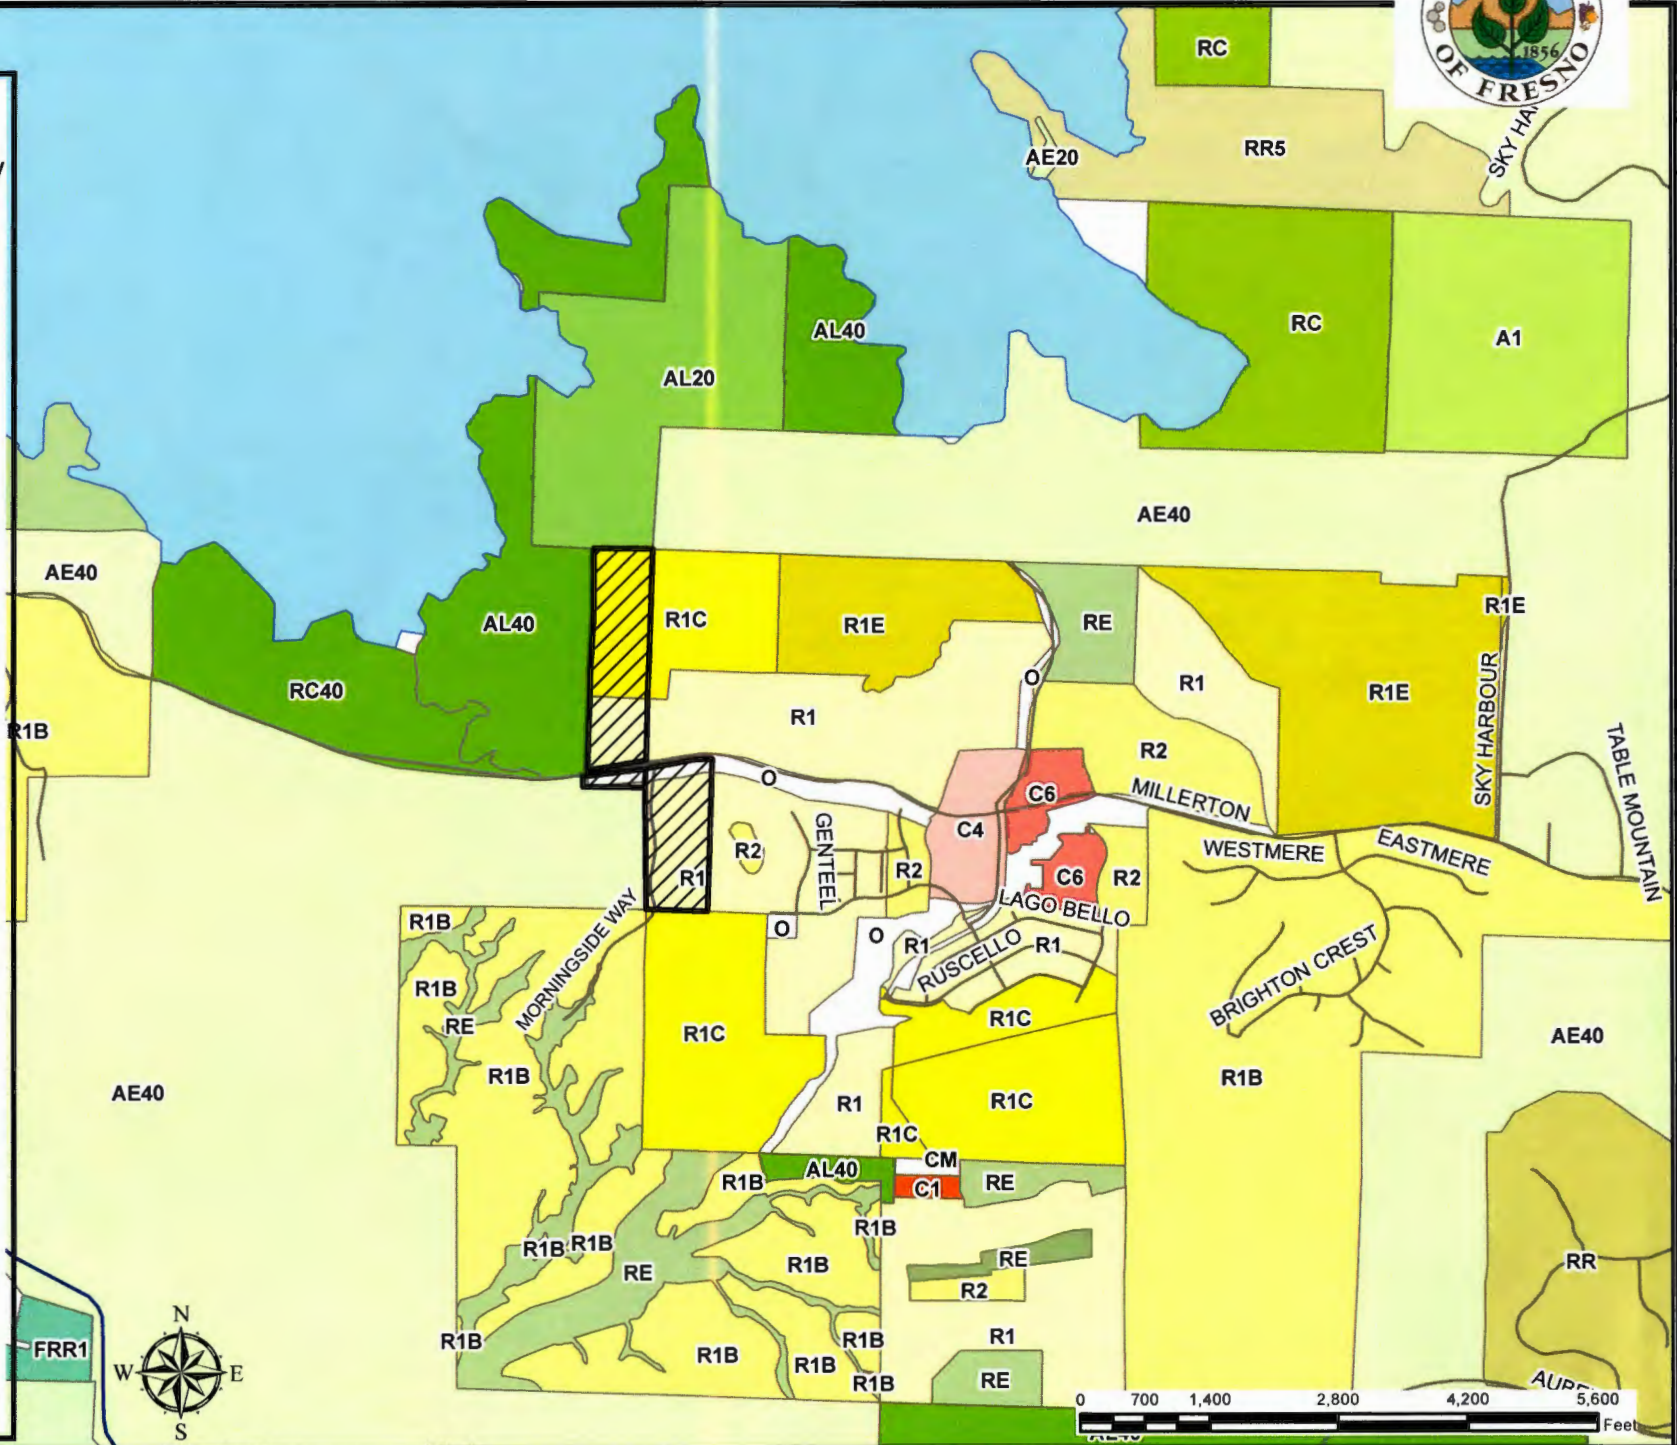 RC
1856
OF FRESNO
SKY HA
RR5
AE20
RC
A1
AL40
AL20
AE40
AE40
R1E
AL40
R1C
R1E
RE
R1
R1E
RC40
O
R1
R1B
R2
SKY HARBOUR
TABLE MOUNTAIN
O
C6
MILLERTON
C4
GENTEEL
R2
WESTMERE
EASTMERE
R1
R2
C6
R2
LAGO BELLO
R1B
MORNINGSIDE WAY
O
O
R1
RUSCELLO
R1
BRIGHTON CREST
R1B
RE
R1C
R1C
AE40
R1B
R1B
AE40
R1
R1C
R1C
CM
AL40
R1B
C1
RE
R1B
R1B
R1B
RE
R1B
RE
RR
R2
N
R1B
R1B
R1
FRR1
W
E
R1B
R1B
RE
R1B
S
AUBE
0 700 1,400 2,800 4,200 5,600
Feet
AL40